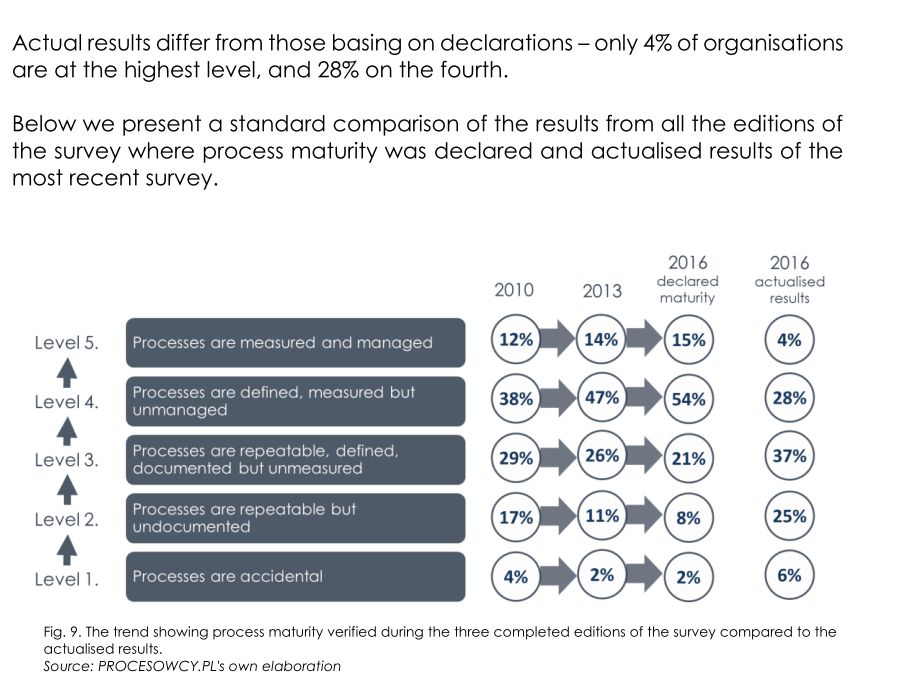 Actual results differ from those basing on declarations – only 4% of organisations
are at the highest level, and 28% on the fourth.
Below we present a standard comparison of the results from all the editions of
the survey where process maturity was declared and actualised results of the
most recent survey.
2010
2013
2016
declared
maturity
2016
actualised
results
Level 5.
Processes are measured and managed
12%
14%
15%
4%
Level 4.
Processes are defined, measured but
unmanaged
38%
47%
54%
28%
Level 3.
Processes are repeatable, defined,
documented but unmeasured
29%
26%
21%
37%
Level 2.
Processes are repeatable but
undocumented
17%
11%
8%
25%
Level 1.
Processes are accidental
4%
2%
2%
6%
Fig. 9. The trend showing process maturity verified during the three completed editions of the survey compared to the
actualised results.
Source: PROCESOWCY.PL's own elaboration